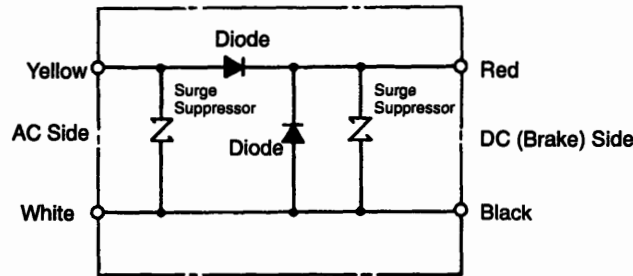 Diode
Yellow
Red
Surge
Suppressor
Surge
Suppressor
AC Side
Diode
DC (Brake) Side
White
Black